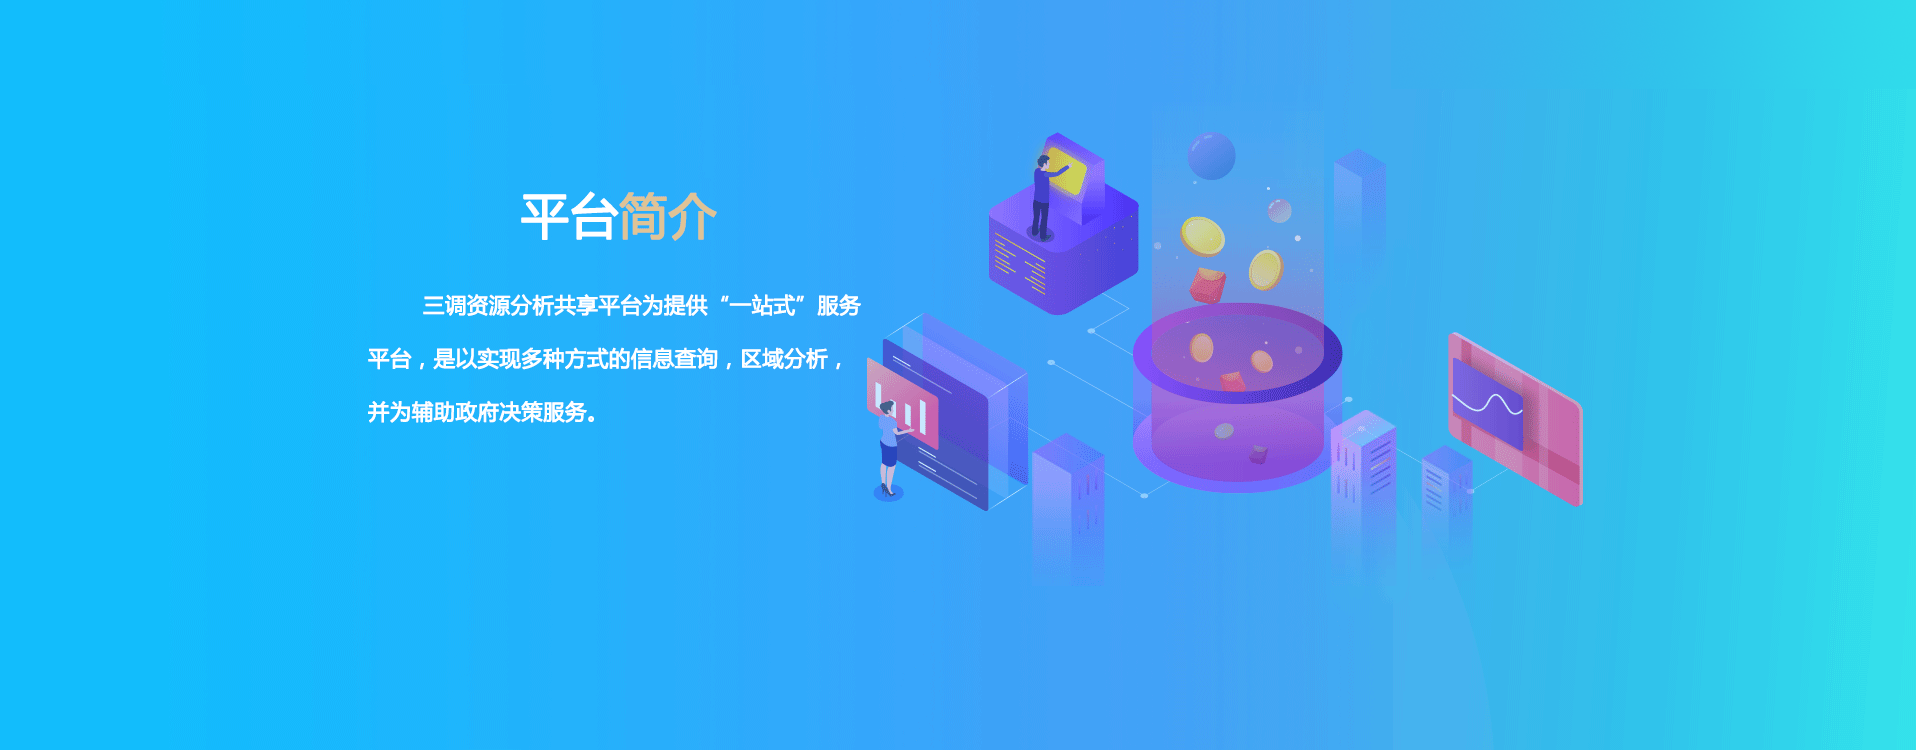 平台简介
三调资源分析共享平台为提供“一站式”服务
平台，是以实现多种方式的信息查询，区域分析，
并为辅助政府决策服务。